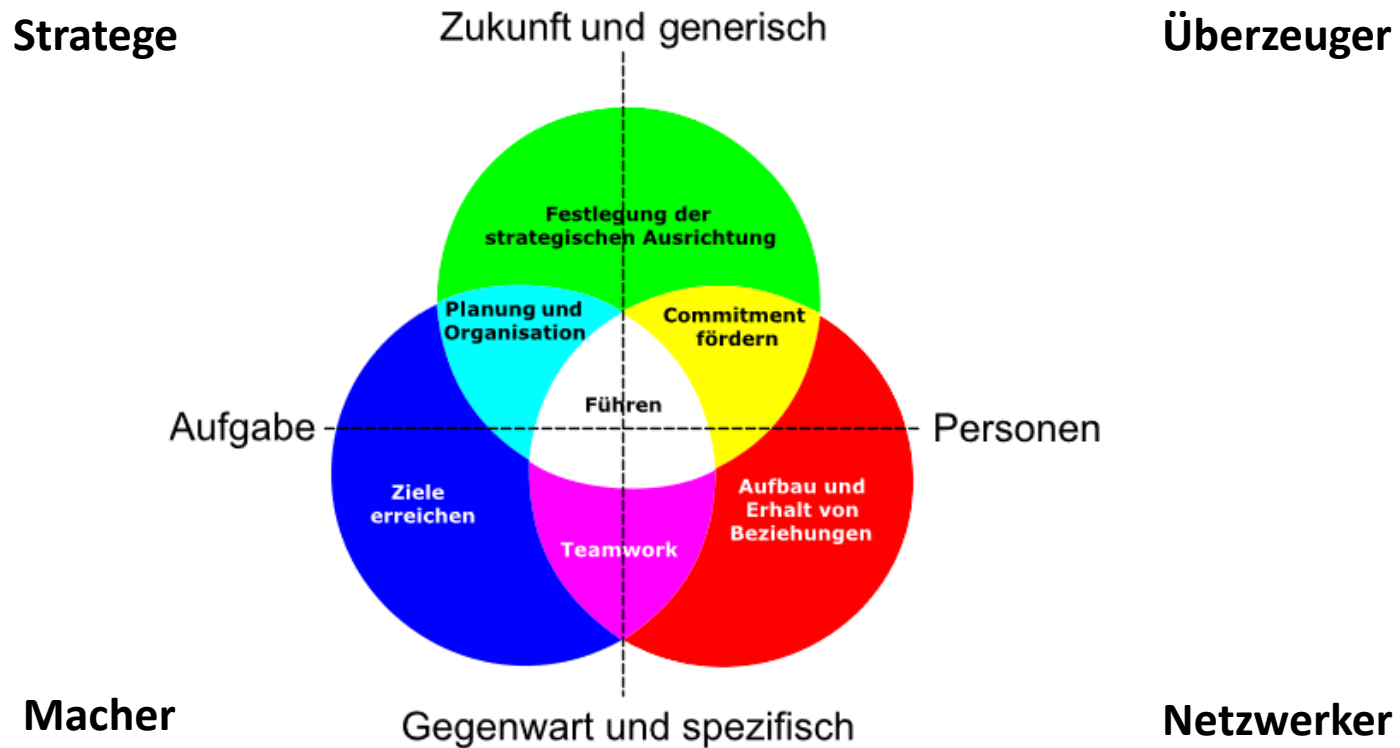 Stratege
Zukunft und generisch
Überzeuger
Festlegung der
strategischen Ausrichtung
Planung und
Organisation
Commitment
fördern
Führen
Aufgabe
Personen
Ziele
erreichen
Aufbau und
Erhalt von
Beziehungen
Teamwork
Macher
Gegenwart und spezifisch
Netzwerker